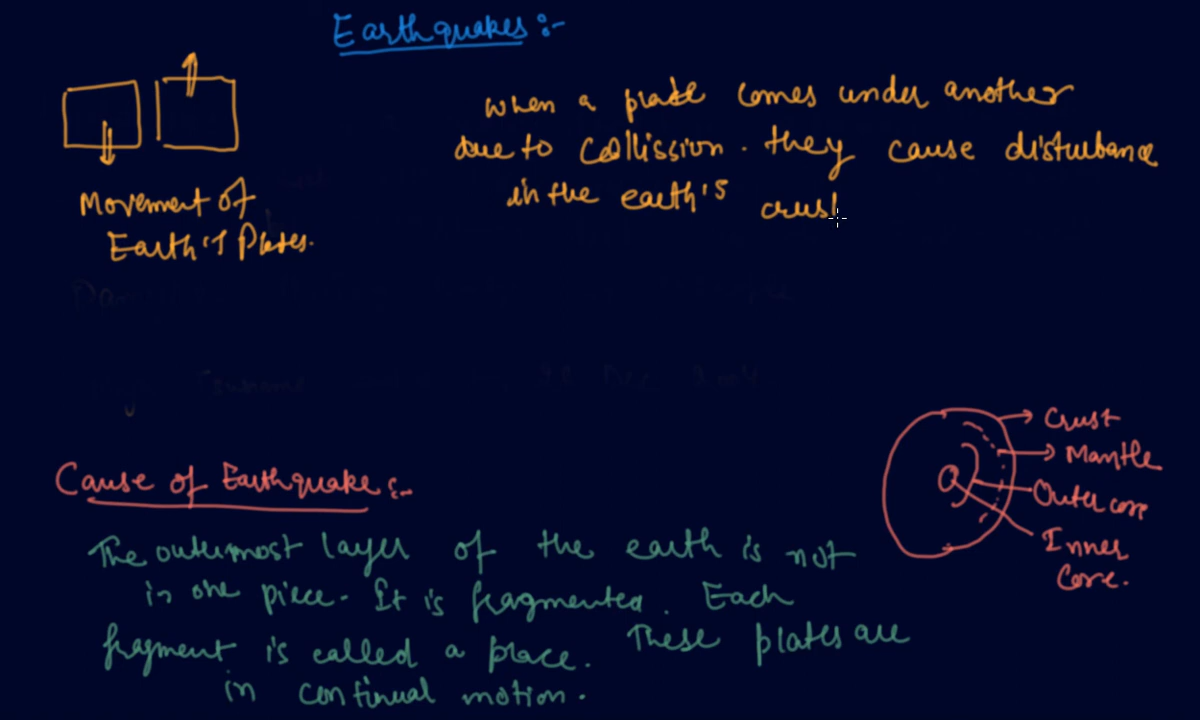 Earthquakes :-
when a plate comes under another
due to collission. they cause disturbance
in the earth's crust
Movement of
Earth's Plates.
Cause of Earthquake :-
The outermost layer of the earth is not
in one piece. It is fragmented. Each
fragment is called a place. These plates are
in continual motion.
Crust
Mantle
Outer core
Inner
Core.